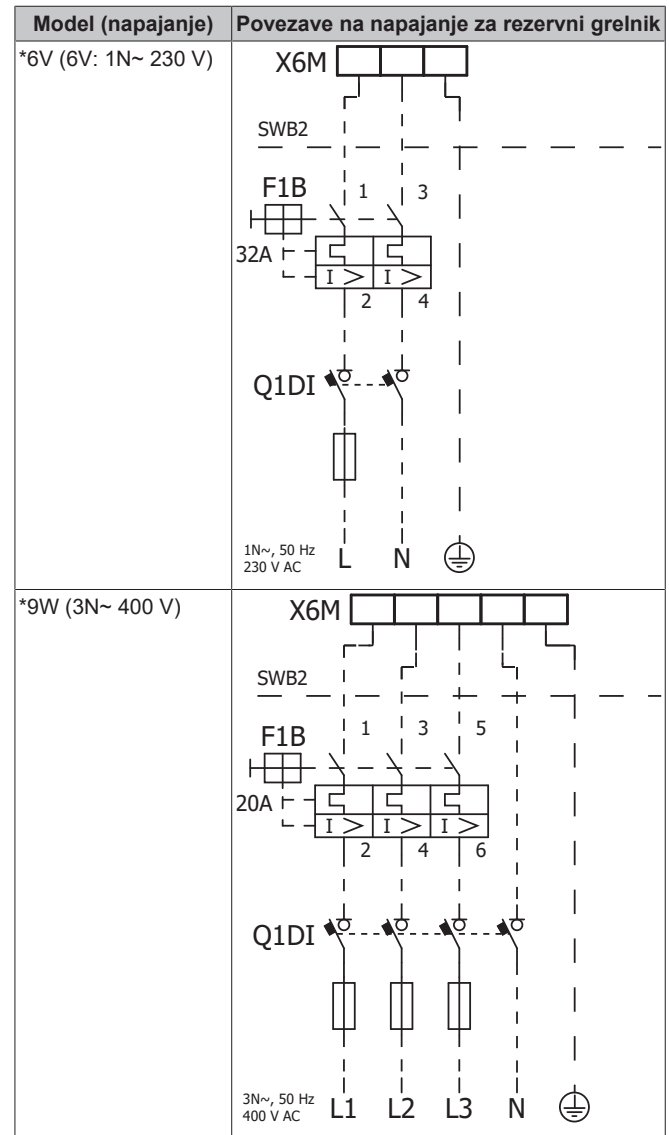 Model (napajanje) Povezave na napajanje za rezervni grelnik
*6V (6V: 1N~ 230 V)
X6M
SWB2
F1B 1 3
32A
I > I >
2 4
Q1DI
1N~, 50 Hz
230 V AC
L N
*9W (3N~ 400 V)
X6M
SWB2
F1B 1 3 5
20A
I > I > I >
2 4 6
Q1DI
3N~, 50 Hz
400 V AC
L1 L2 L3 N